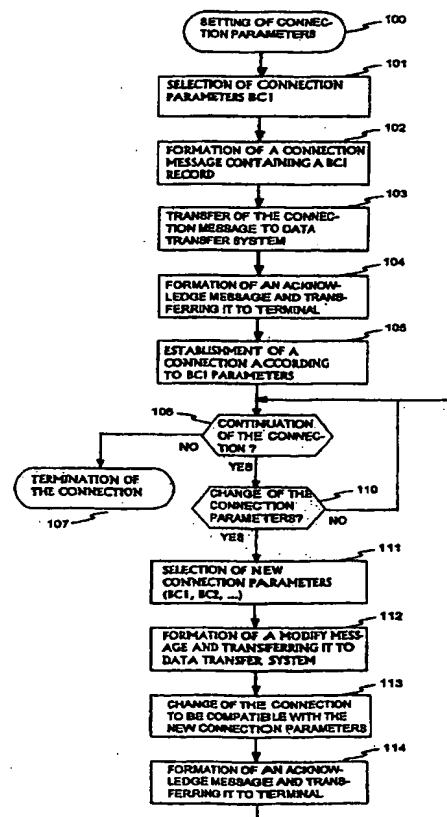 SETTING OF CONNEC-
TION PARAMETERS
100
101
SELECTION OF CONNECTION
PARAMETERS BC1
102
FORMATION OF A CONNECTION
MESSAGE CONTAINING A BC1
RECORD
103
TRANSFER OF THE CONNEC-
TION MESSAGE TO DATA
TRANSFER SYSTEM
104
FORMATION OF AN ACKNOW-
LEDGE MESSAGE AND TRANS-
FERRING IT TO TERMINAL
105
ESTABLISHMENT OF A
CONNECTION ACCORDING
TO BC1 PARAMETERS
106
CONTINUATION
OF THE CONNEC-
TION ?
NO
YES
TERMINATION OF
THE CONNECTION
107
110
CHANGE OF THE
CONNECTION
PARAMETERS?
NO
YES
111
SELECTION OF NEW
CONNECTION PARAMETERS
(BC1, BC2, ...)
112
FORMATION OF A MODIFY MES-
SAGE AND TRANSFERRING IT TO
DATA TRANSFER SYSTEM
113
CHANGE OF THE CONNECTION
TO BE COMPATIBLE WITH THE
NEW CONNECTION PARAMETERS
114
FORMATION OF AN ACKNOW-
LEDGE MESSAGE AND TRANS-
FERRING IT TO TERMINAL